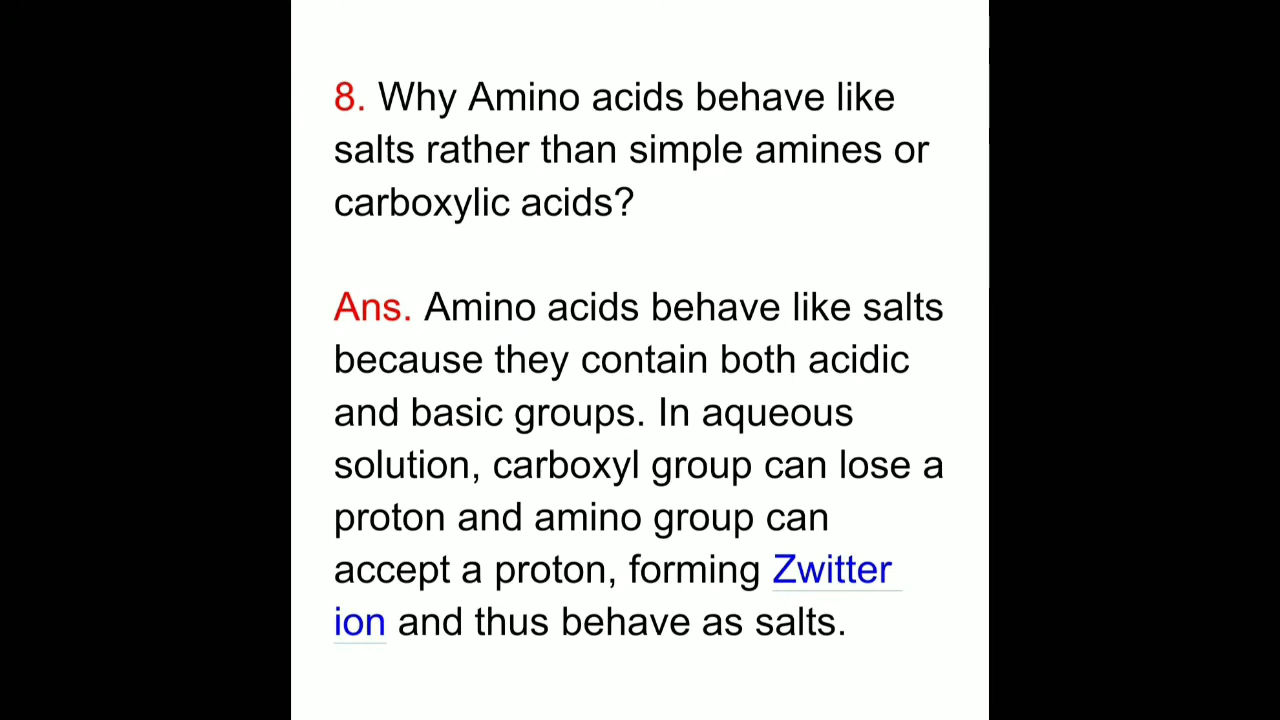 8. Why Amino acids behave like
salts rather than simple amines or
carboxylic acids?
Ans. Amino acids behave like salts
because they contain both acidic
and basic groups. In aqueous
solution, carboxyl group can lose a
proton and amino group can
accept a proton, forming Zwitter
ion and thus behave as salts.